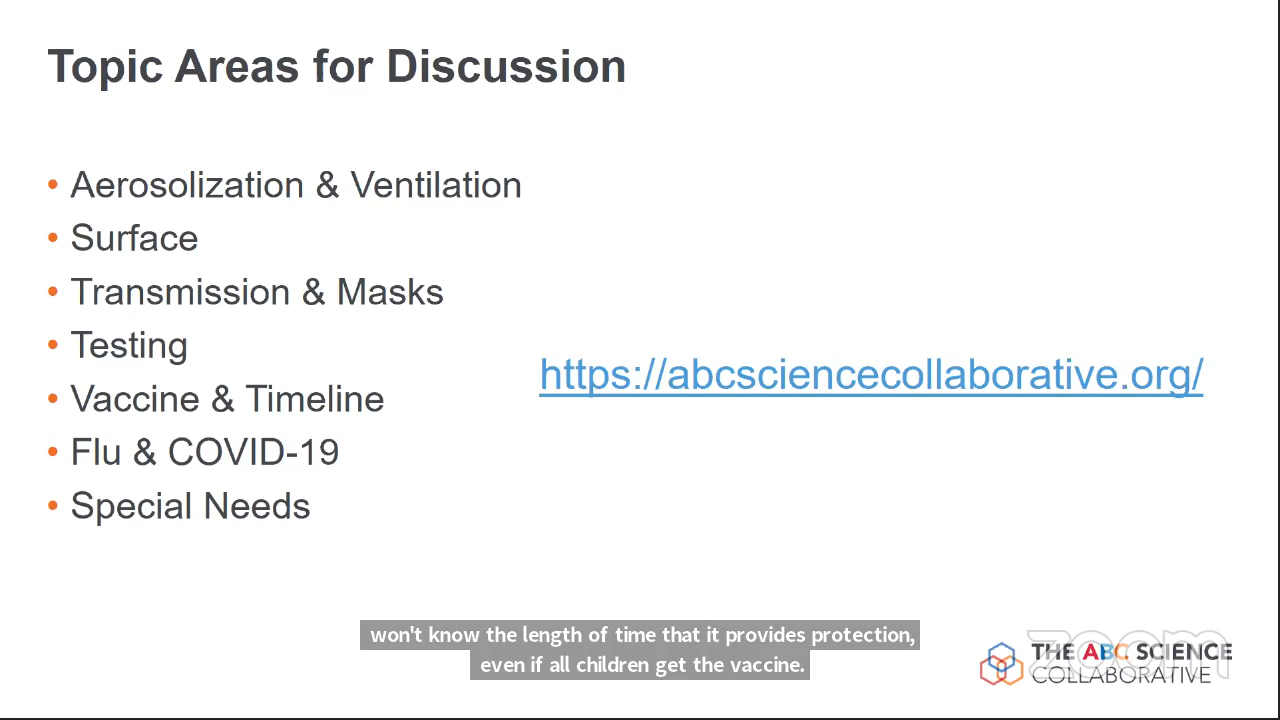 Topic Areas for Discussion
• Aerosolization & Ventilation
• Surface
• Transmission & Masks
• Testing
• Vaccine & Timeline
• Flu & COVID-19
• Special Needs
https://abcsciencecollaborative.org/
won't know the length of time that it provides protection,
even if all children get the vaccine.
THE ABC SCIENCE
COLLABORATIVE
zoom